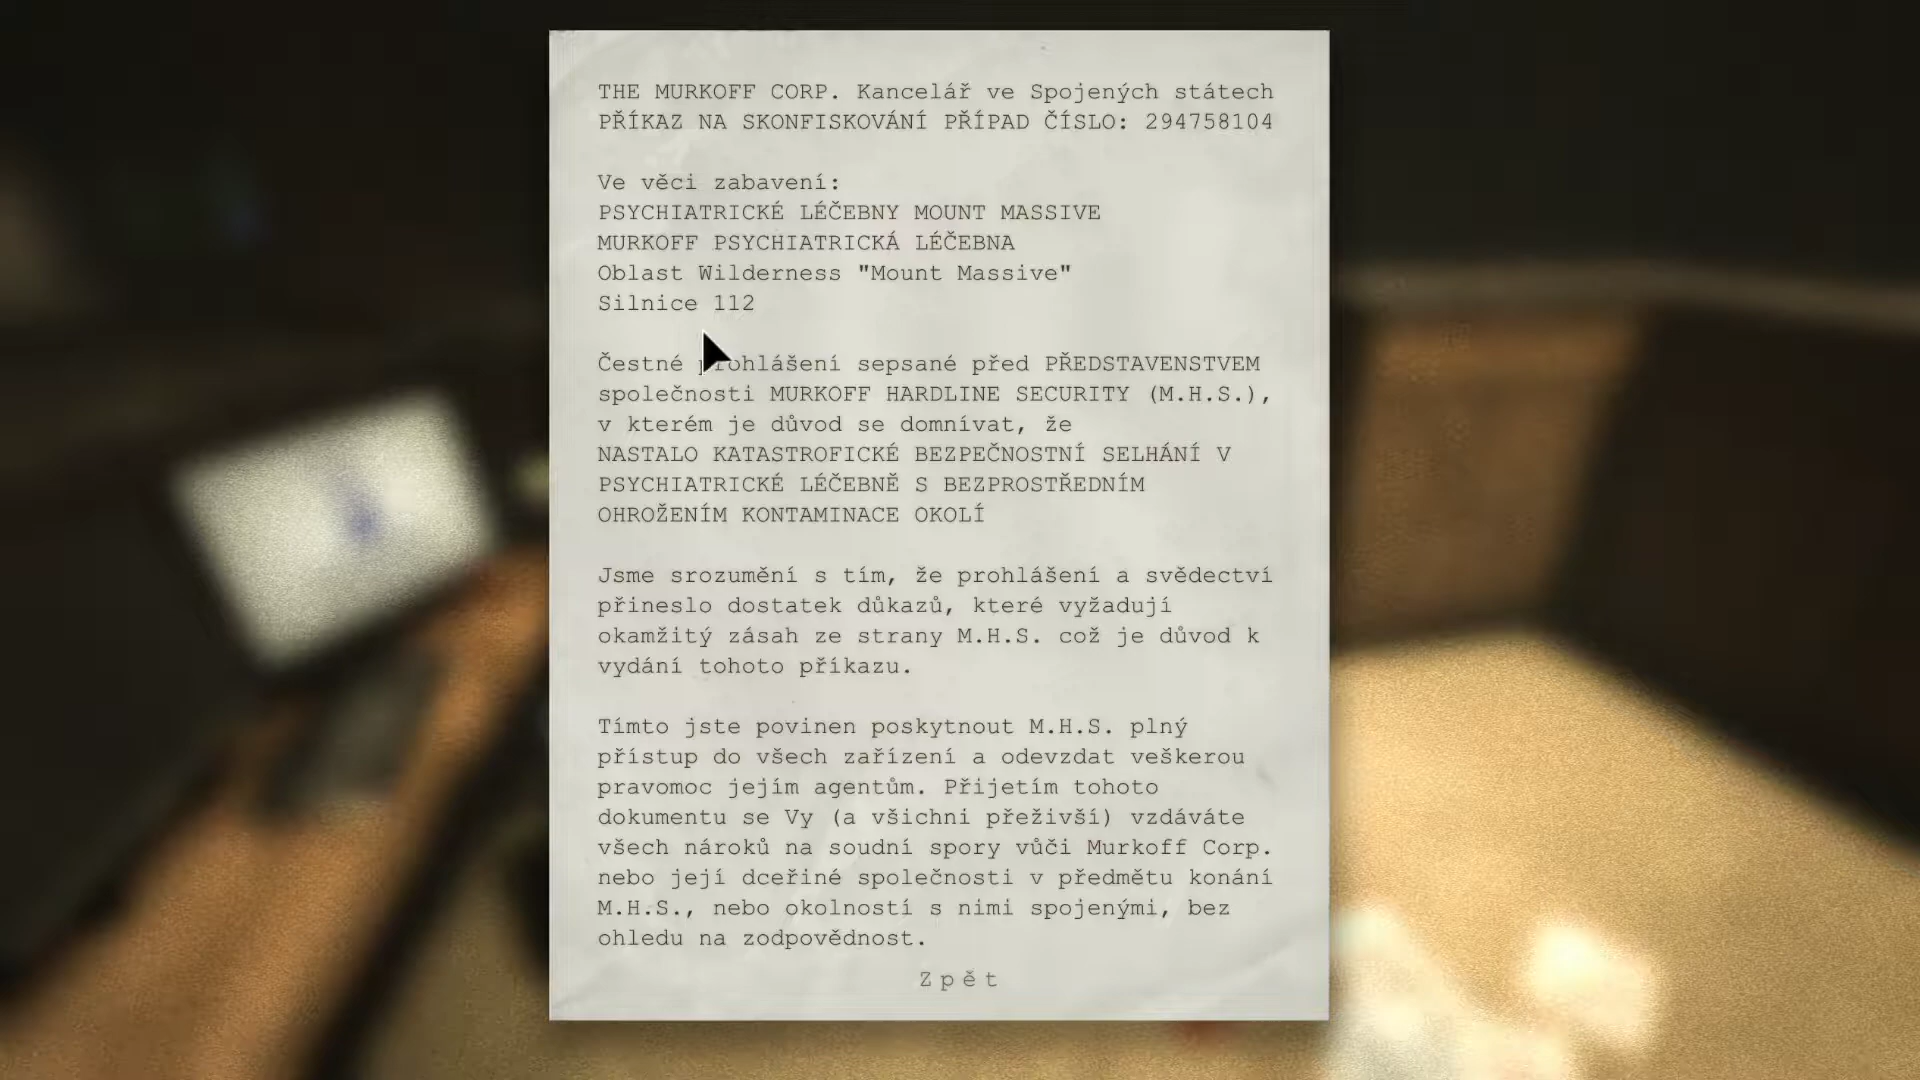 THE MURKOFF CORP. Kancelář ve Spojených státech
PŘÍKAZ NA SKONFISKOVÁNÍ PŘÍPAD ČÍSLO: 294758104
Ve věci zabavení:
PSYCHIATRICKÉ LÉČEBNY MOUNT MASSIVE
MURKOFF PSYCHIATRICKÁ LÉČEBNA
Oblast Wilderness "Mount Massive"
Silnice 112
Čestné prohlášení sepsané před PŘEDSTAVENSTVEM
společnosti MURKOFF HARDLINE SECURITY (M.H.S.),
v kterém je důvod se domnívat, že
NASTALO KATASTROFICKÉ BEZPEČNOSTNÍ SELHÁNÍ V
PSYCHIATRICKÉ LÉČEBNĚ S BEZPROSTŘEDNÍM
OHROŽENÍM KONTAMINACE OKOLÍ
Jsme srozumění s tím, že prohlášení a svědectví
přineslo dostatek důkazů, které vyžadují
okamžitý zásah ze strany M.H.S. což je důvod k
vydání tohoto příkazu.
Tímto jste povinen poskytnout M.H.S. plný
přístup do všech zařízení a odevzdat veškerou
pravomoc jejím agentům. Přijetím tohoto
dokumentu se Vy (a všichni přeživší) vzdáváte
všech nároků na soudní spory vůči Murkoff Corp.
nebo její dceřiné společnosti v předmětu konání
M.H.S., nebo okolností s nimi spojenými, bez
ohledu na zodpovědnost.
Zpět